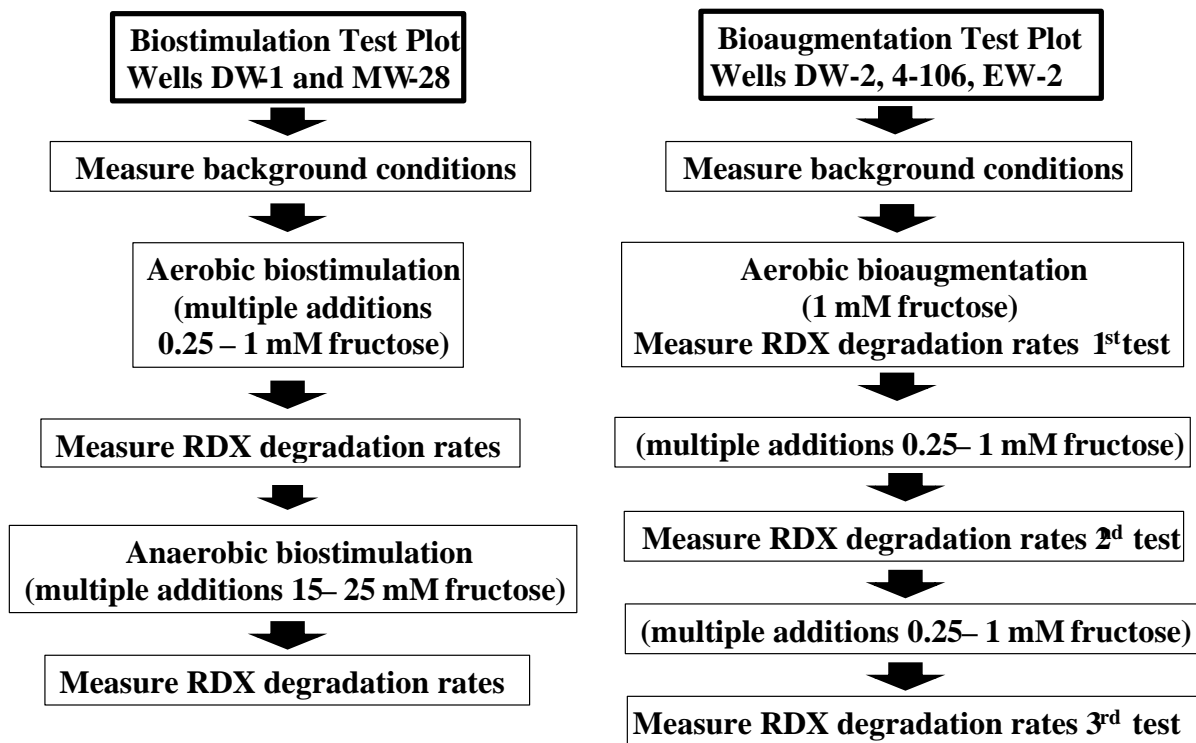 Biostimulation Test Plot
Wells DW-1 and MW-28
Measure background conditions
Aerobic biostimulation
(multiple additions
0.25 – 1 mM fructose)
Measure RDX degradation rates
Anaerobic biostimulation
(multiple additions 15– 25 mM fructose)
Measure RDX degradation rates
Bioaugmentation Test Plot
Wells DW-2, 4-106, EW-2
Measure background conditions
Aerobic bioaugmentation
(1 mM fructose)
Measure RDX degradation rates 1st test
(multiple additions 0.25– 1 mM fructose)
Measure RDX degradation rates 2nd test
(multiple additions 0.25– 1 mM fructose)
Measure RDX degradation rates 3rd test